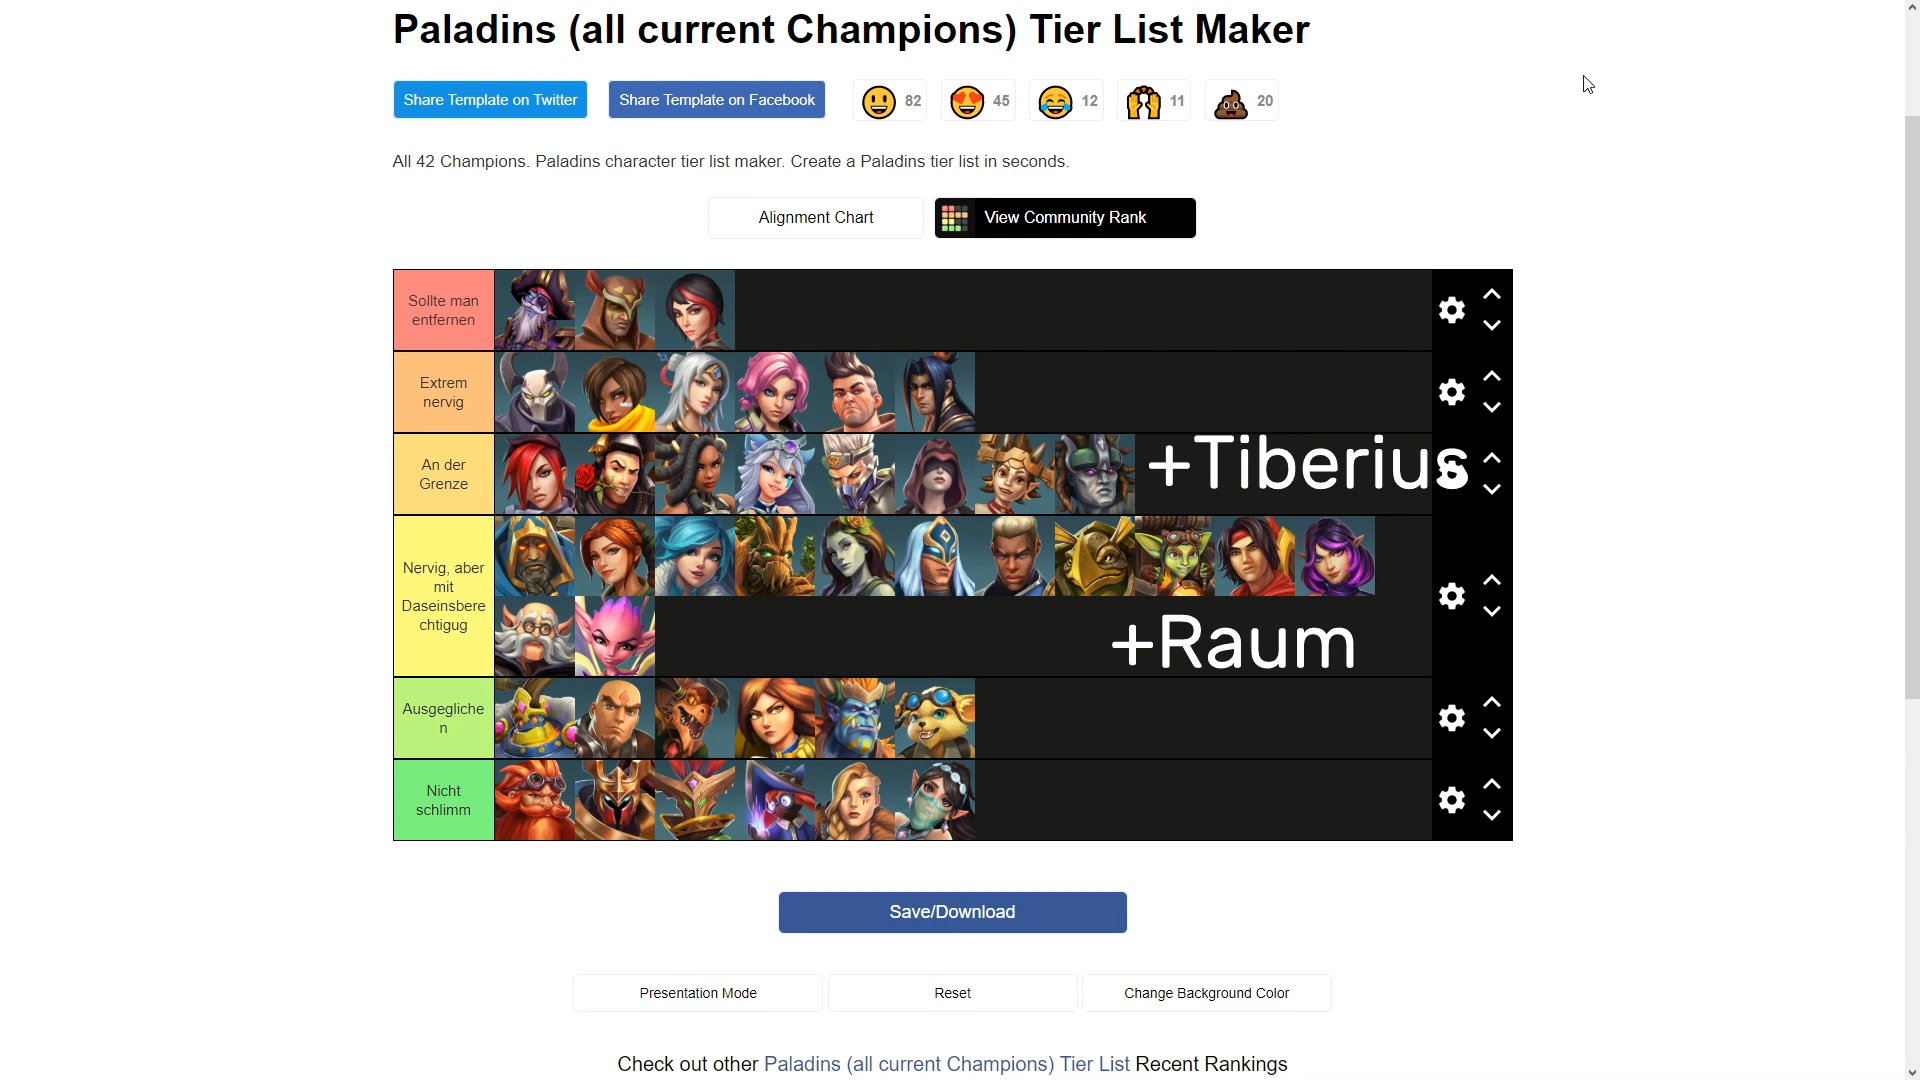 Paladins (all current Champions) Tier List Maker
Share Template on Twitter
Share Template on Facebook
82
45
12
11
20
All 42 Champions. Paladins character tier list maker. Create a Paladins tier list in seconds.
Alignment Chart
View Community Rank
Sollte man
entfernen
Extrem
nervig
An der
Grenze
+Tiberius
Nervig, aber
mit
Daseinsbere
chtigug
+Raum
Ausgegliche
n
Nicht
schlimm
Save/Download
Presentation Mode
Reset
Change Background Color
Check out other Paladins (all current Champions) Tier List Recent Rankings